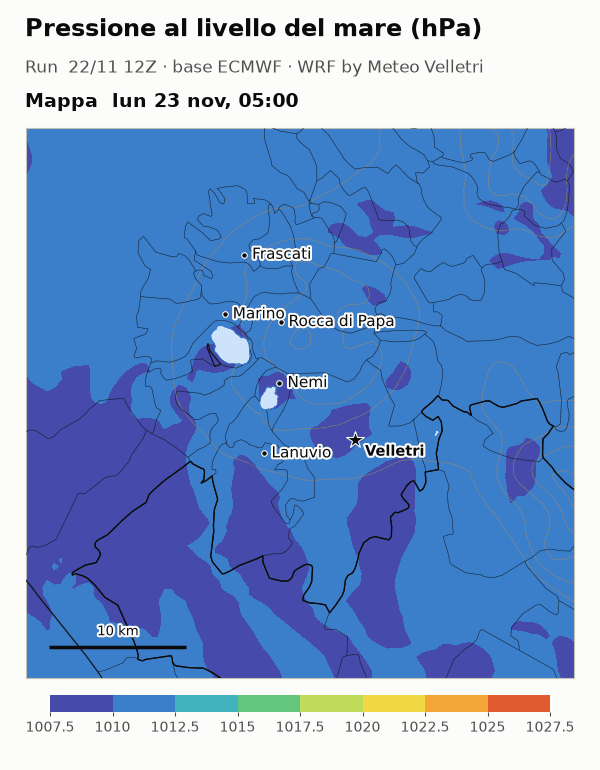 Pressione al livello del mare (hPa)
Run  22/11 12Z · base ECMWF · WRF by Meteo Velletri
Mappa  lun 23 nov, 05:00
Frascati
Marino
Rocca di Papa
Nemi
Lanuvio
Velletri
10 km
1007.5 1010 1012.5 1015 1017.5 1020 1022.5 1025 1027.5